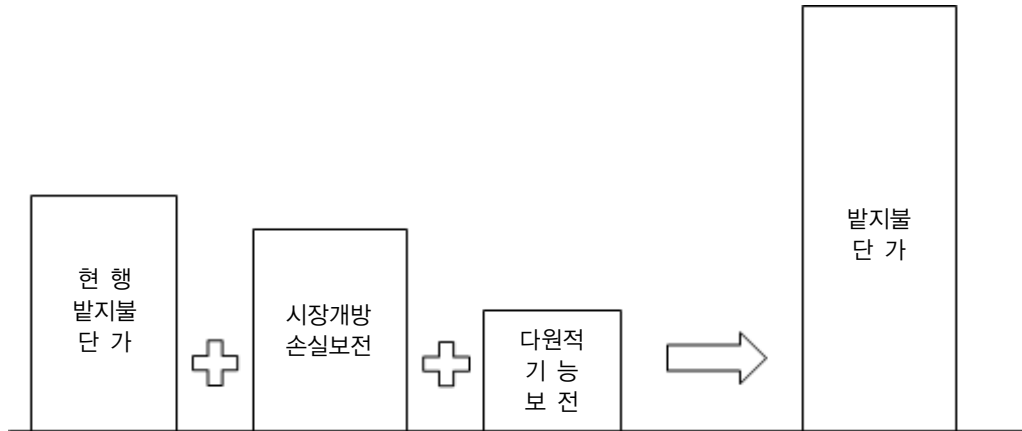 현 행
밭지불
단 가
시장개방
손실보전
다원적
기 능
보 전
밭지불
단 가